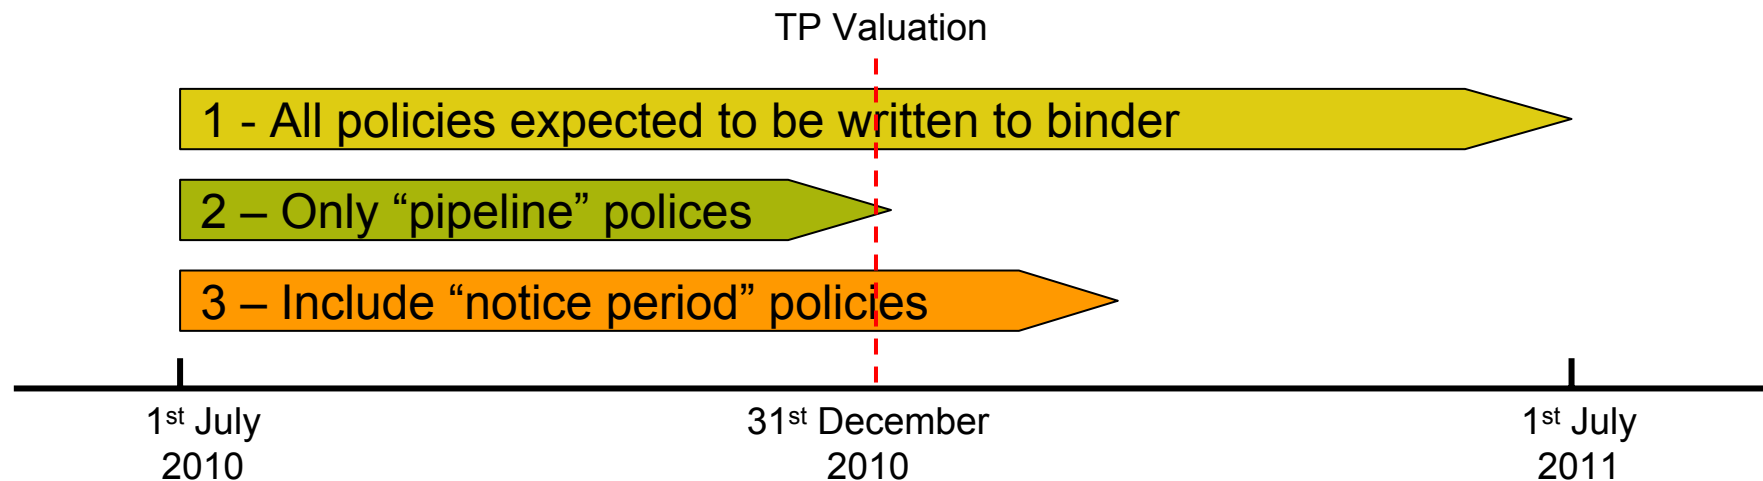 TP Valuation
1 - All policies expected to be written to binder
2 – Only “pipeline” polices
3 – Include “notice period” policies
1st July
2010
31st December
2010
1st July
2011